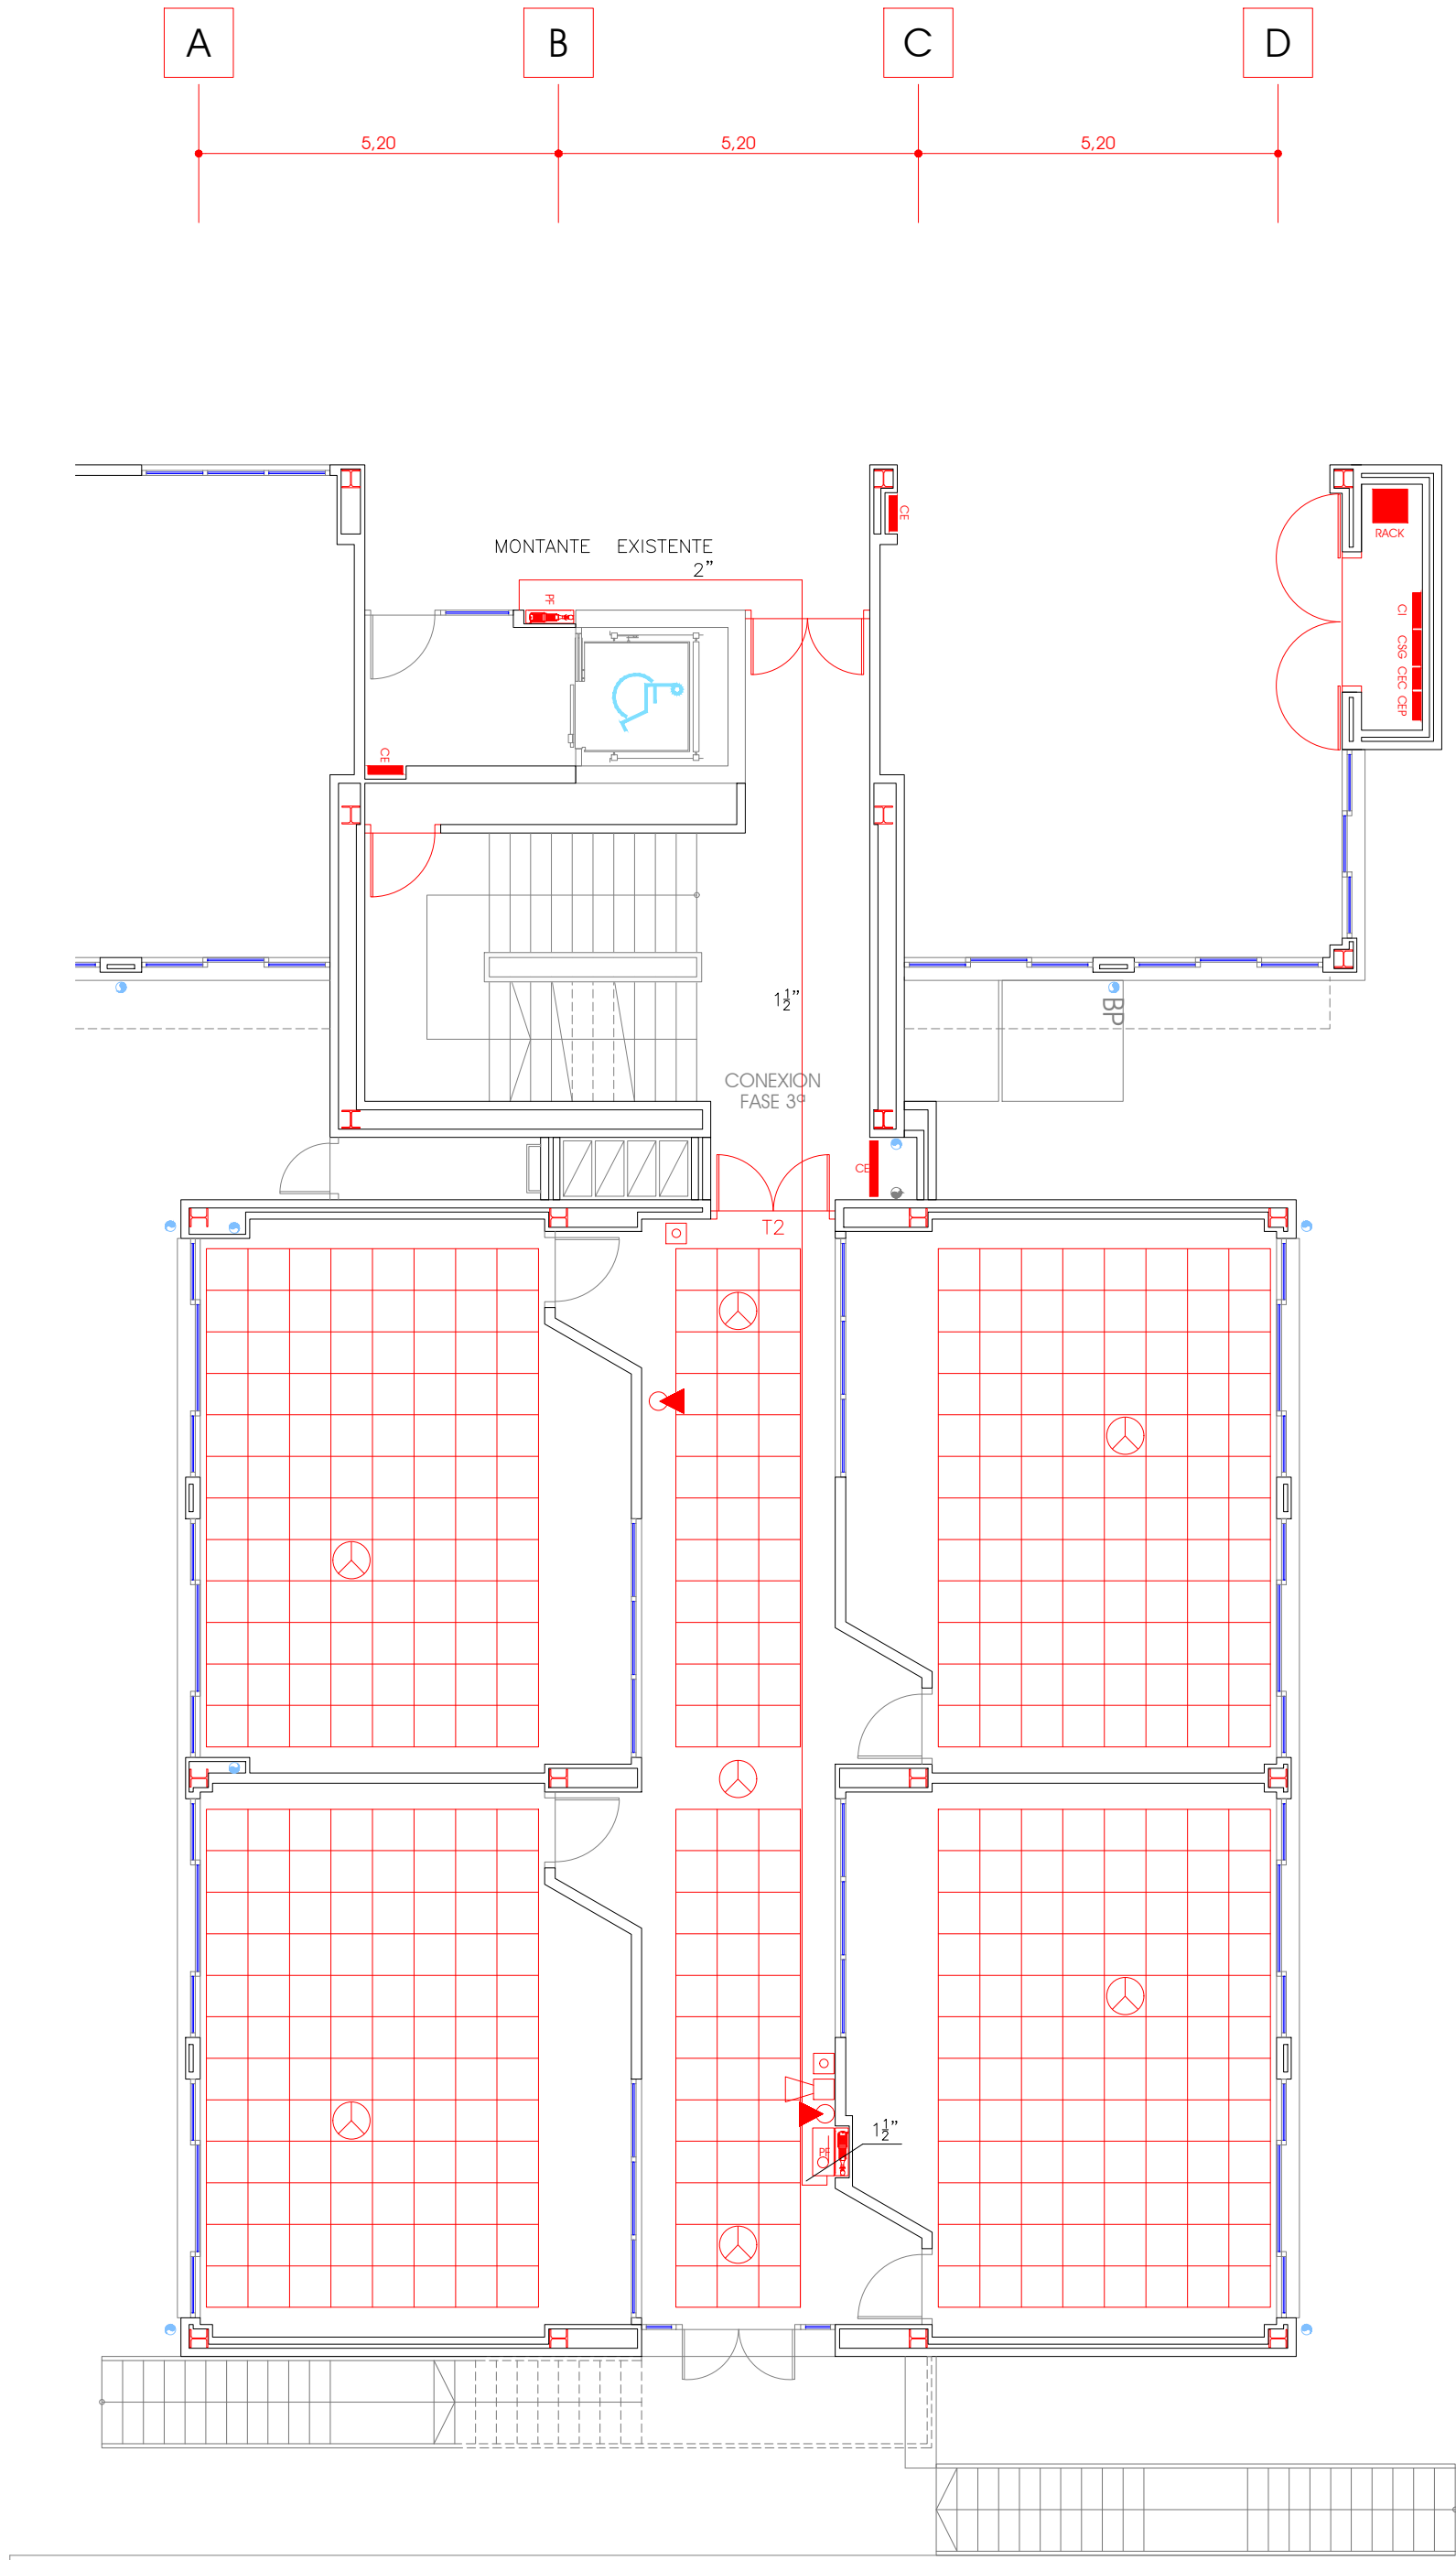 A B C D
5,20 5,20 5,20
CE
RACK
MONTANTE EXISTENTE
2"
PF
CI
CSG
CEC
CEP
CE
1½"
BP
CONEXION
FASE 3ª
CE
T2
1½"
PF